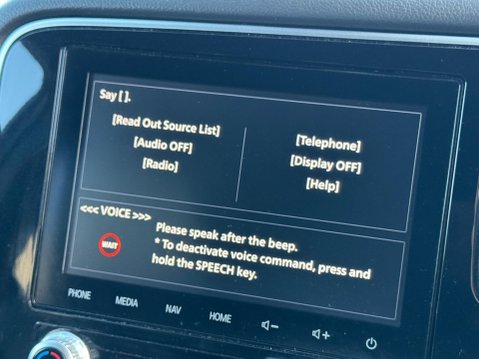 Say [ ].
[Read Out Source List]
[Audio OFF]
[Radio]
[Telephone]
[Display OFF]
[Help]
<<< VOICE >>>
WAIT
Please speak after the beep.
* To deactivate voice command, press and
hold the SPEECH key.
PHONE MEDIA NAV HOME